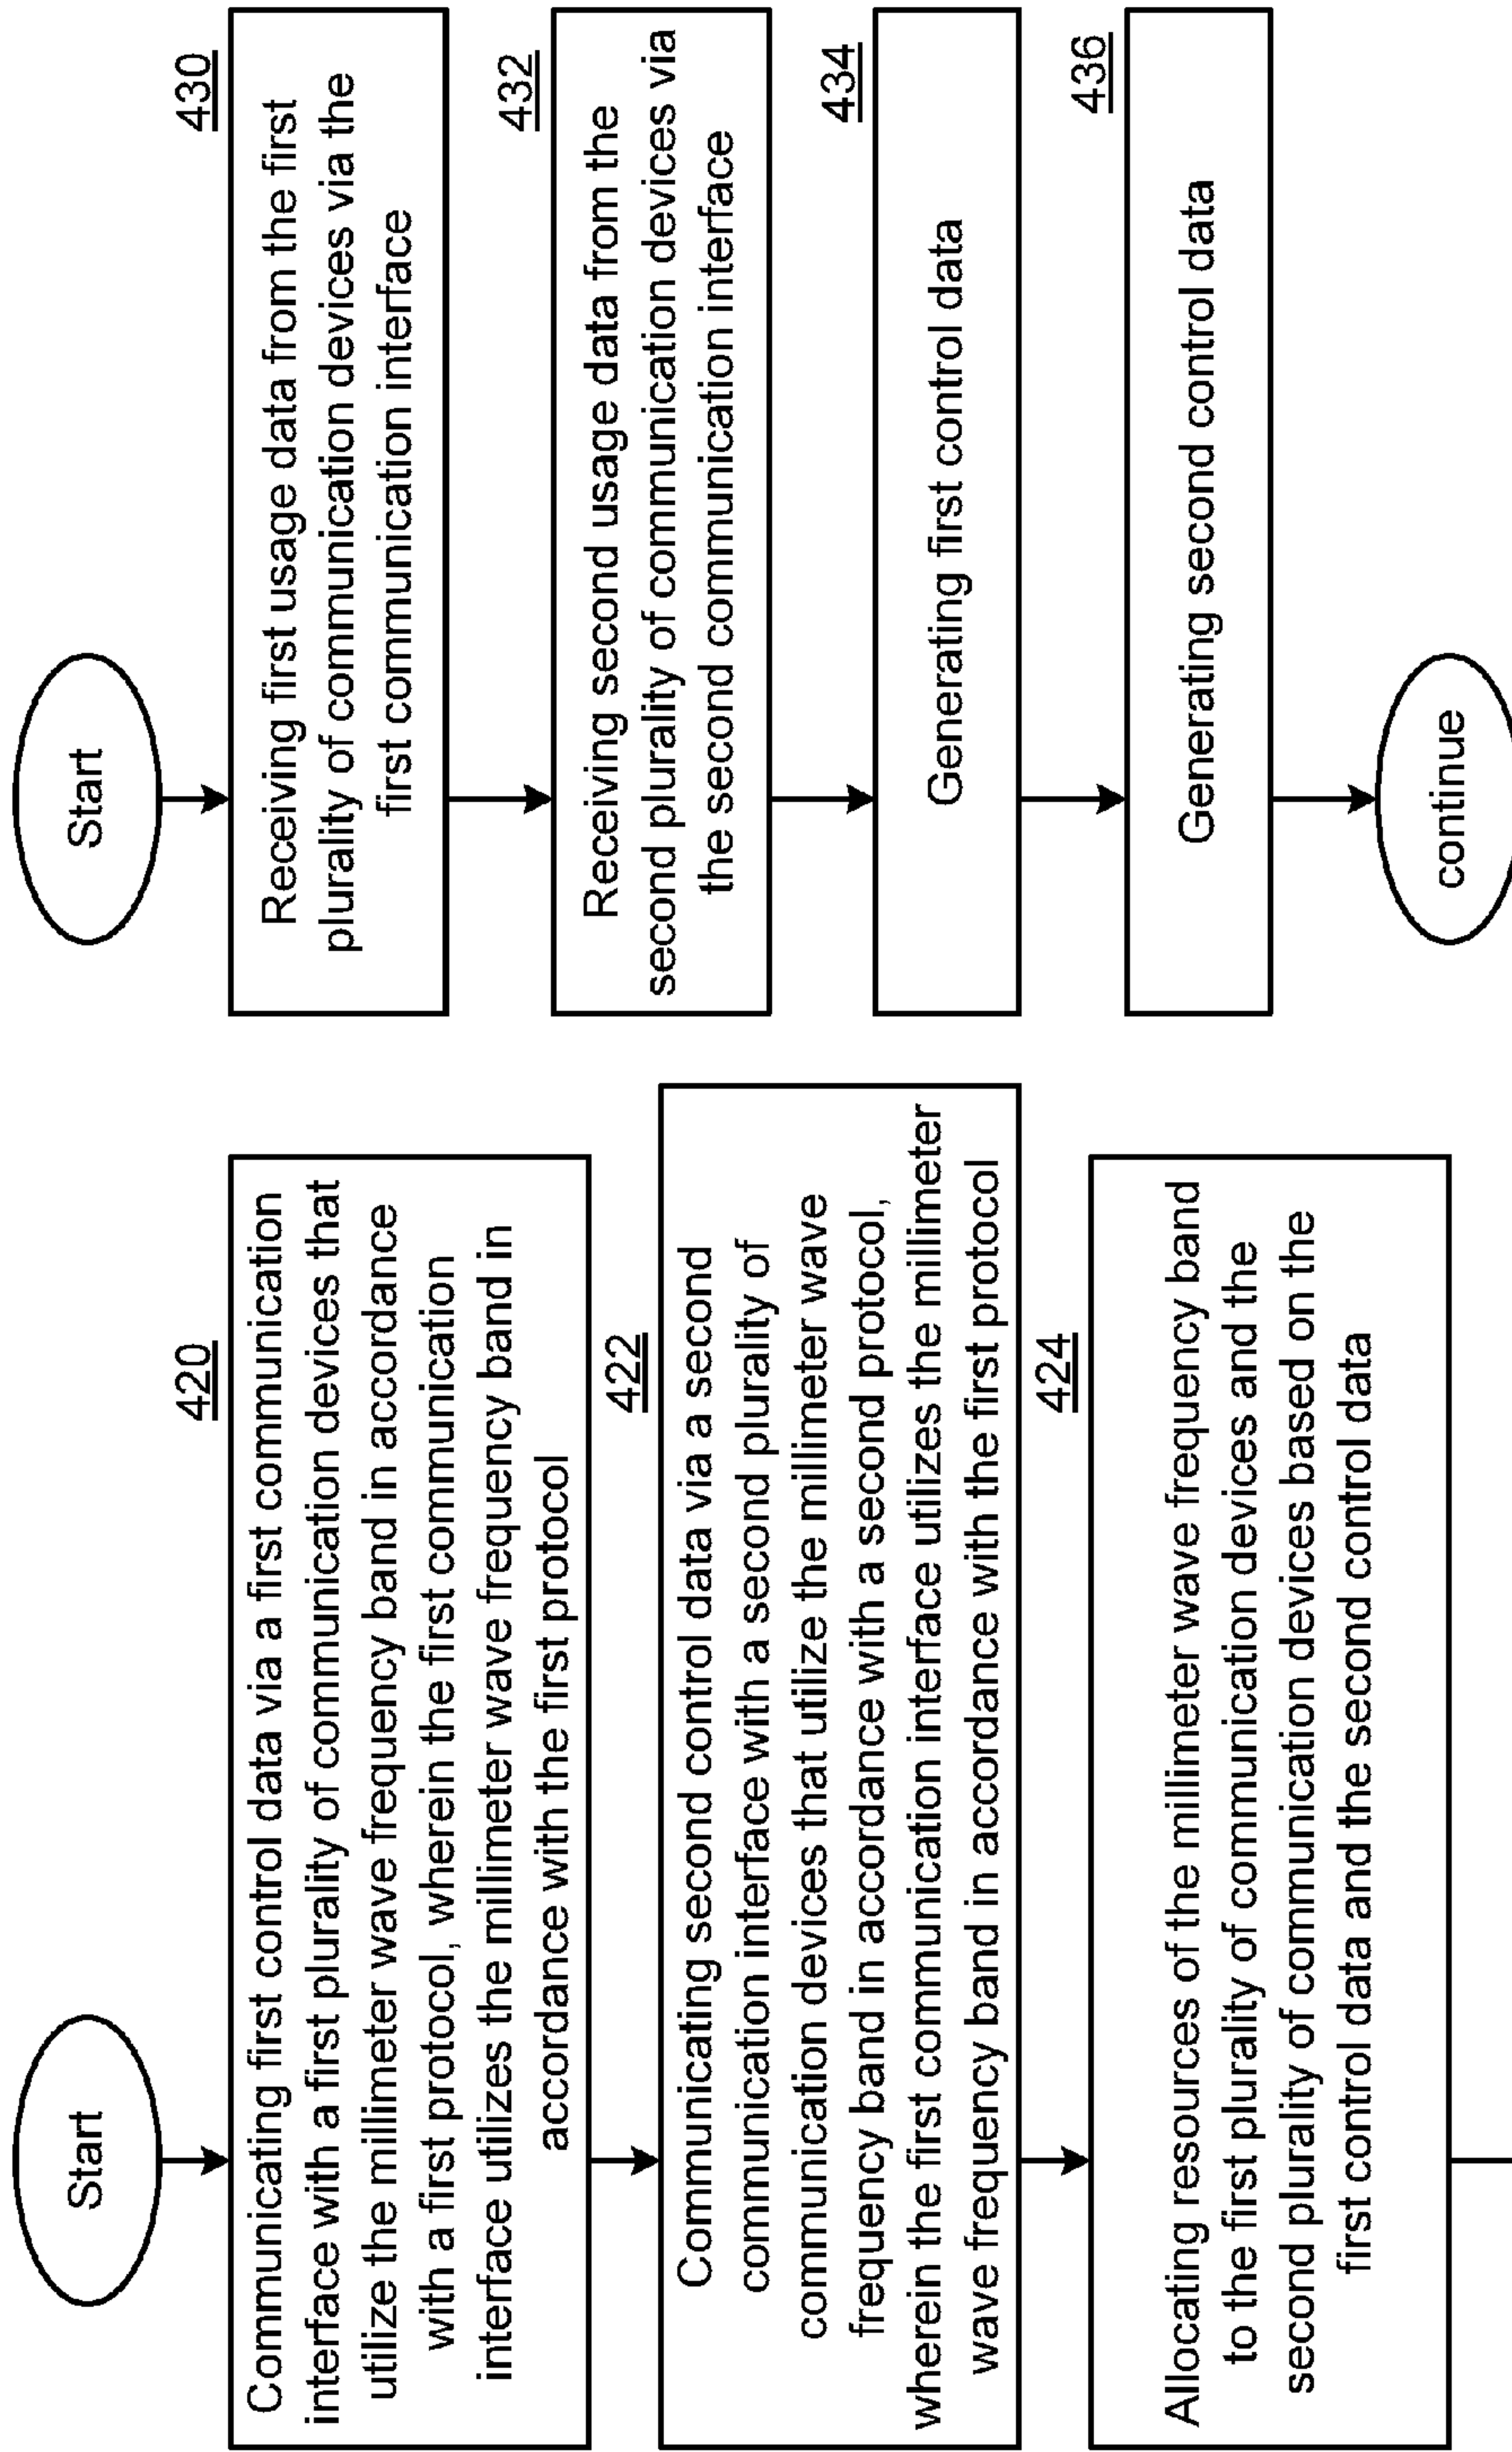 Start
420
Communicating first control data via a first communication
interface with a first plurality of communication devices that
utilize the millimeter wave frequency band in accordance
with a first protocol, wherein the first communication
interface utilizes the millimeter wave frequency band in
accordance with the first protocol
422
Communicating second control data via a second
communication interface with a second plurality of
communication devices that utilize the millimeter wave
frequency band in accordance with a second protocol,
wherein the first communication interface utilizes the millimeter
wave frequency band in accordance with the first protocol
424
Allocating resources of the millimeter wave frequency band
to the first plurality of communication devices and the
second plurality of communication devices based on the
first control data and the second control data
Start
430
Receiving first usage data from the first
plurality of communication devices via the
first communication interface
432
Receiving second usage data from the
second plurality of communication devices via
the second communication interface
434
Generating first control data
436
Generating second control data
continue